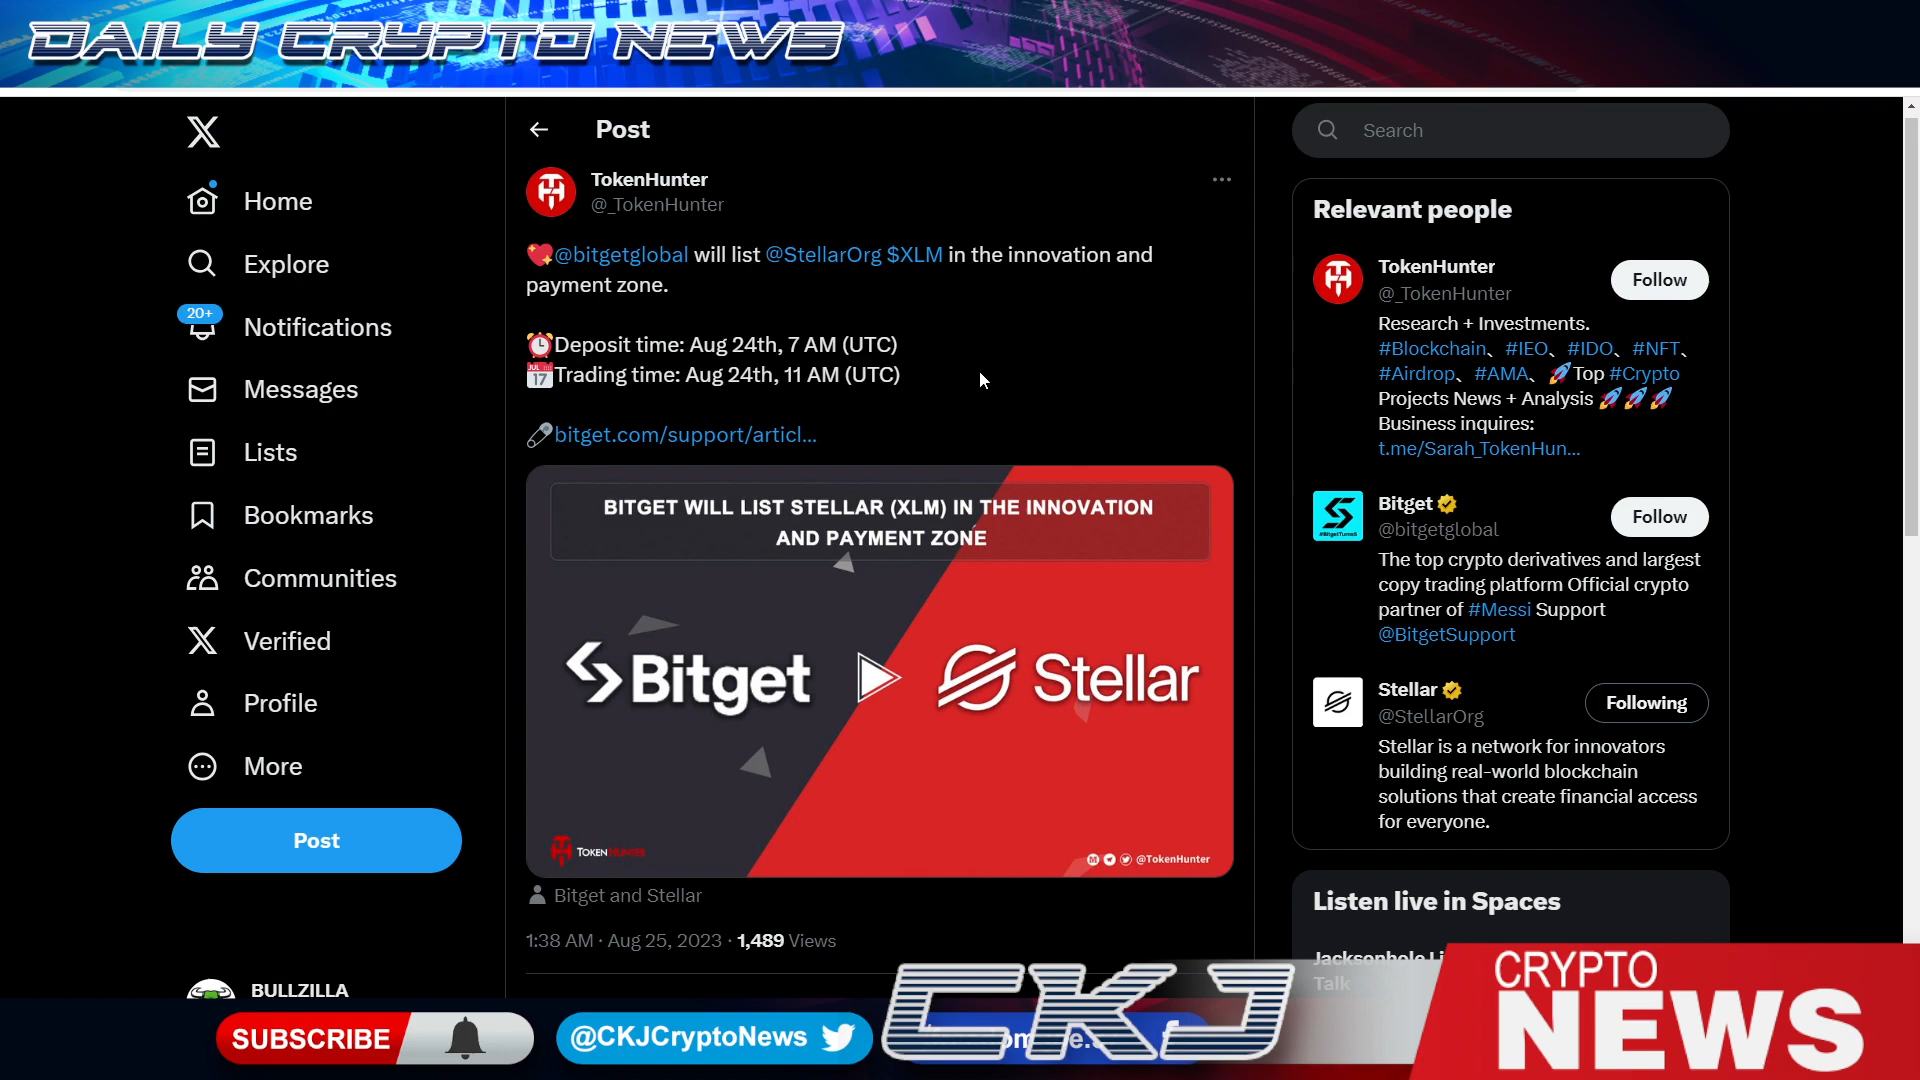 DAILY CRYPTO NEWS
Home
Explore
20+
Notifications
Messages
Lists
Bookmarks
Communities
Verified
Profile
More
Post
BULLZILLA
Post
TokenHunter
@_TokenHunter
@bitgetglobal will list @StellarOrg $XLM in the innovation and
payment zone.
Deposit time: Aug 24th, 7 AM (UTC)
Trading time: Aug 24th, 11 AM (UTC)
bitget.com/support/articl...
BITGET WILL LIST STELLAR (XLM) IN THE INNOVATION
AND PAYMENT ZONE
Bitget Stellar
TOKEN HUNTER
@TokenHunter
Bitget and Stellar
1:38 AM · Aug 25, 2023 · 1,489 Views
Search
Relevant people
TokenHunter
@_TokenHunter
Follow
Research + Investments.
#Blockchain、#IEO、#IDO、#NFT、
#Airdrop、#AMA、Top #Crypto
Projects News + Analysis
Business inquires:
t.me/Sarah_TokenHun...
Bitget
@bitgetglobal
Follow
The top crypto derivatives and largest
copy trading platform Official crypto
partner of #Messi Support
@BitgetSupport
Stellar
@StellarOrg
Following
Stellar is a network for innovators
building real-world blockchain
solutions that create financial access
for everyone.
Listen live in Spaces
Jacksonhole
Talk
SUBSCRIBE
@CKJCryptoNews
CKJ
CRYPTO
NEWS